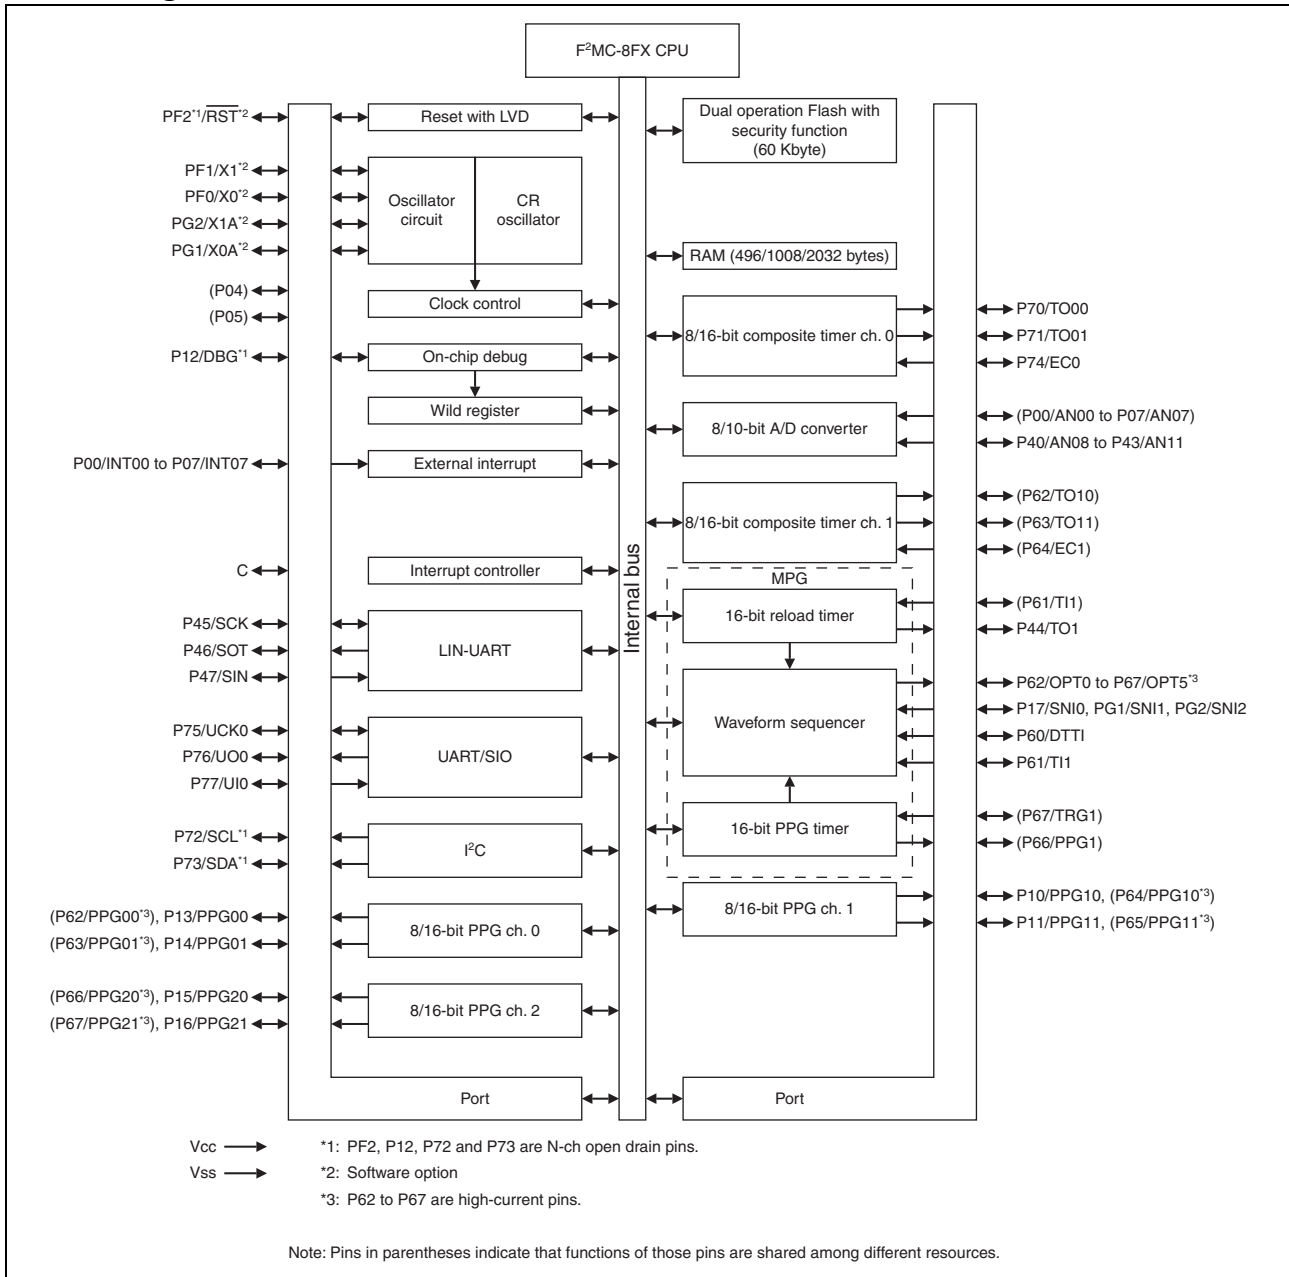 F²MC-8FX CPU
PF2*1/RST*2
Reset with LVD
Dual operation Flash with
security function
(60 Kbyte)
PF1/X1*2
PF0/X0*2
PG2/X1A*2
PG1/X0A*2
Oscillator
circuit
CR
oscillator
RAM (496/1008/2032 bytes)
(P04)
(P05)
Clock control
8/16-bit composite timer ch. 0
P70/TO00
P71/TO01
P74/EC0
P12/DBG*1
On-chip debug
Wild register
8/10-bit A/D converter
(P00/AN00 to P07/AN07)
P40/AN08 to P43/AN11
P00/INT00 to P07/INT07
External interrupt
8/16-bit composite timer ch. 1
(P62/TO10)
(P63/TO11)
(P64/EC1)
C
Interrupt controller
Internal bus
MPG
P45/SCK
P46/SOT
P47/SIN
LIN-UART
16-bit reload timer
(P61/TI1)
P44/TO1
Waveform sequencer
P62/OPT0 to P67/OPT5*3
P17/SNI0, PG1/SNI1, PG2/SNI2
P60/DTTI
P61/TI1
P75/UCK0
P76/UO0
P77/UI0
UART/SIO
16-bit PPG timer
(P67/TRG1)
(P66/PPG1)
P72/SCL*1
P73/SDA*1
I²C
8/16-bit PPG ch. 1
P10/PPG10, (P64/PPG10*3)
P11/PPG11, (P65/PPG11*3)
(P62/PPG00*3), P13/PPG00
(P63/PPG01*3), P14/PPG01
8/16-bit PPG ch. 0
(P66/PPG20*3), P15/PPG20
(P67/PPG21*3), P16/PPG21
8/16-bit PPG ch. 2
Port
Port
Vcc
Vss
*1: PF2, P12, P72 and P73 are N-ch open drain pins.
*2: Software option
*3: P62 to P67 are high-current pins.
Note: Pins in parentheses indicate that functions of those pins are shared among different resources.